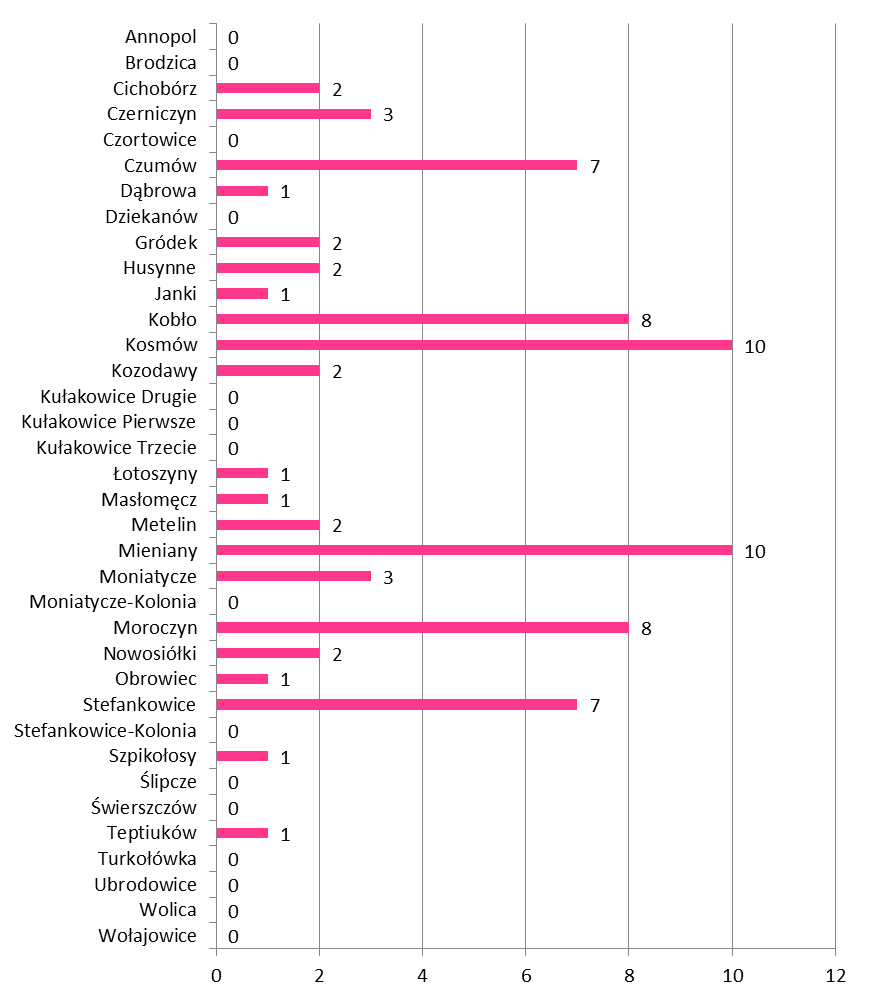 Annopol 0
Brodzica 0
Cichobórz 2
Czerniczyn 3
Czortowice 0
Czumów 7
Dąbrowa 1
Dziekanów 0
Gródek 2
Husynne 2
Janki 1
Kobło 8
Kosmów 10
Kozodawy 2
Kułakowice Drugie 0
Kułakowice Pierwsze 0
Kułakowice Trzecie 0
Łotoszyny 1
Masłomęcz 1
Metelin 2
Mieniany 10
Moniatycze 3
Moniatycze-Kolonia 0
Moroczyn 8
Nowosiółki 2
Obrowiec 1
Stefankowice 7
Stefankowice-Kolonia 0
Szpikołosy 1
Ślipcze 0
Świerszczów 0
Teptiuków 1
Turkołówka 0
Ubrodowice 0
Wolica 0
Wołajowice 0
0 2 4 6 8 10 12